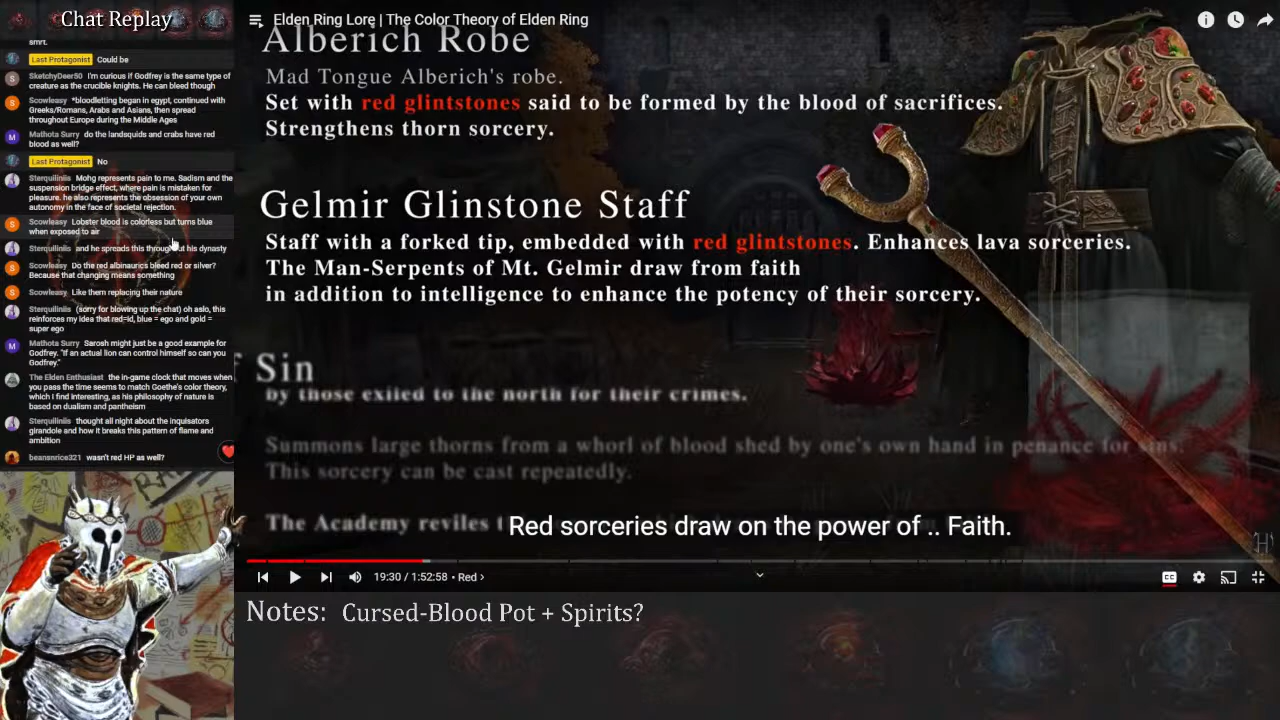 Chat Replay
smrt.
Last Protagonist Could be
SketchyDeer50 I'm curious if Godfrey is the same type of
creature as the crucible knights. He can bleed though
Scowleasy *bloodletting began in egypt, continued with
Greeks/Romans, Arabs and Asians, then spread
throughout Europe during the Middle Ages
Mathota Surry do the landsquids and crabs have red
blood as well?
Last Protagonist No
Sterquiliniis Mohg represents pain to me. Sadism and the
suspension bridge effect, where pain is mistaken for
pleasure. he also represents the obsession of your own
autonomy in the face of societal rejection.
Scowleasy Lobster blood is colorless but turns blue
when exposed to air
Sterquiliniis and he spreads this throughout his dynasty
Scowleasy Do the red albinaurics bleed red or silver?
Because that changing means something
Scowleasy Like them replacing their nature
Sterquiliniis (sorry for blowing up the chat) oh aslo, this
reinforces my idea that red=id, blue = ego and gold =
super ego
Mathota Surry Sarosh might just be a good example for
Godfrey. "If an actual lion can control himself so can you
Godfrey."
The Elden Enthusiast the in-game clock that moves when
you pass the time seems to match Goethe's color theory,
which I find interesting, as his philosophy of nature is
based on dualism and pantheism
Sterquiliniis thought all night about the inquisators
girandole and how it breaks this pattern of flame and
ambition
beansnrice321 wasn't red HP as well?
Elden Ring Lore | The Color Theory of Elden Ring
Alberich Robe
Mad Tongue Alberich's robe.
Set with red glintstones said to be formed by the blood of sacrifices.
Strengthens thorn sorcery.
Gelmir Glinstone Staff
Staff with a forked tip, embedded with red glintstones. Enhances lava sorceries.
The Man-Serpents of Mt. Gelmir draw from faith
in addition to intelligence to enhance the potency of their sorcery.
f Sin
by those exiled to the north for their crimes.
Summons large thorns from a whorl of blood shed by one's own hand in penance for sins.
This sorcery can be cast repeatedly.
The Academy reviles
Red sorceries draw on the power of .. Faith.
19:30 / 1:52:58 • Red >
CC
Notes: Cursed-Blood Pot + Spirits?